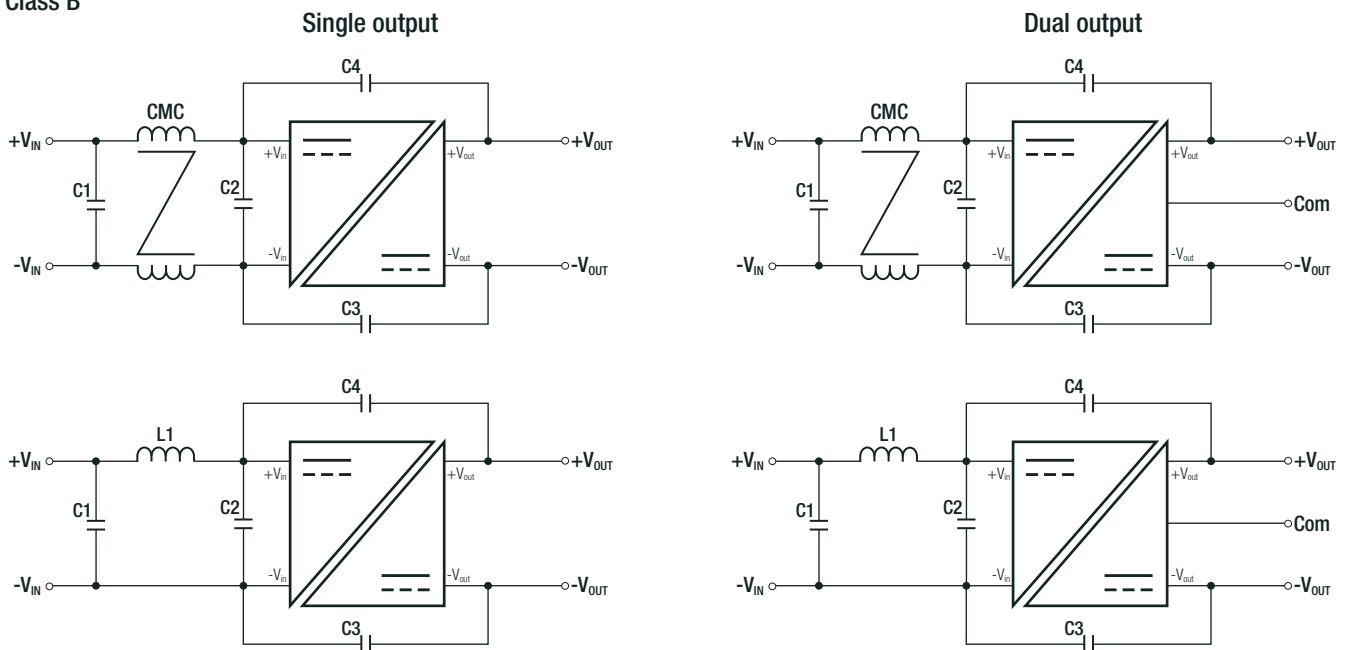 Class B
Single output
Dual output
C4
CMC
+VIN
+Vin
+Vout
+VOUT
C1
C2
-VIN
-Vin
-Vout
-VOUT
C3
C4
CMC
+VIN
+Vin
+Vout
+VOUT
C1
C2
Com
-VIN
-Vin
-Vout
-VOUT
C3
C4
L1
+VIN
+Vin
+Vout
+VOUT
C1
C2
-VIN
-Vin
-Vout
-VOUT
C3
C4
L1
+VIN
+Vin
+Vout
+VOUT
C1
C2
Com
-VIN
-Vin
-Vout
-VOUT
C3